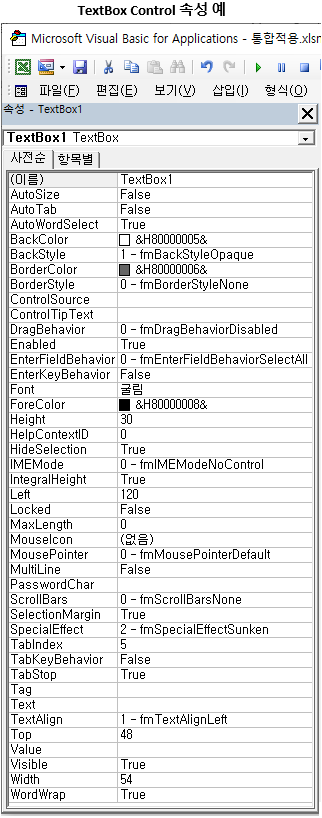 TextBox Control 속성 예
Microsoft Visual Basic for Applications - 통합적용.xlsm
파일(F) 편집(E) 보기(V) 삽입(I) 형식(O)
속성 - TextBox1
TextBox1 TextBox
사전순 항목별
(이름) TextBox1
AutoSize False
AutoTab False
AutoWordSelect True
BackColor &H80000005&
BackStyle 1 - fmBackStyleOpaque
BorderColor &H80000006&
BorderStyle 0 - fmBorderStyleNone
ControlSource
ControlTipText
DragBehavior 0 - fmDragBehaviorDisabled
Enabled True
EnterFieldBehavior 0 - fmEnterFieldBehaviorSelectAll
EnterKeyBehavior False
Font 굴림
ForeColor &H80000008&
Height 30
HelpContextID 0
HideSelection True
IMEMode 0 - fmIMEModeNoControl
IntegralHeight True
Left 120
Locked False
MaxLength 0
MouseIcon (없음)
MousePointer 0 - fmMousePointerDefault
MultiLine False
PasswordChar
ScrollBars 0 - fmScrollBarsNone
SelectionMargin True
SpecialEffect 2 - fmSpecialEffectSunken
TabIndex 5
TabKeyBehavior False
TabStop True
Tag
Text
TextAlign 1 - fmTextAlignLeft
Top 48
Value
Visible True
Width 54
WordWrap True